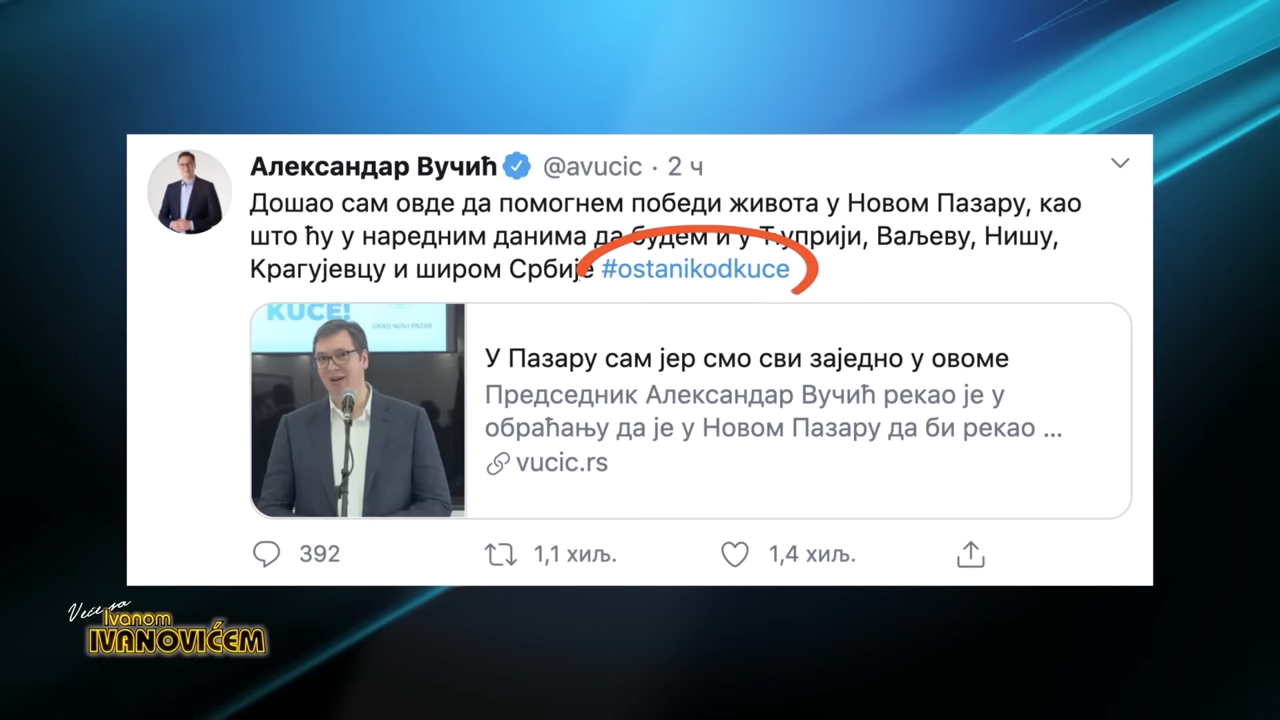 Александар Вучић @avucic · 2 ч
Дошао сам овде да помогнем победи живота у Новом Пазару, као
што ћу у наредним данима да будем и у Ћуприји, Ваљеву, Нишу,
Крагујевцу и широм Србије #ostanikodkuce
KUĆE!
GRAD NOVI PAZAR
У Пазару сам јер смо сви заједно у овоме
Председник Александар Вучић рекао је у
обраћању да је у Новом Пазару да би рекао ...
vucic.rs
392 1,1 хиљ. 1,4 хиљ.
Veče sa
Ivanom
IVANOVIĆEM